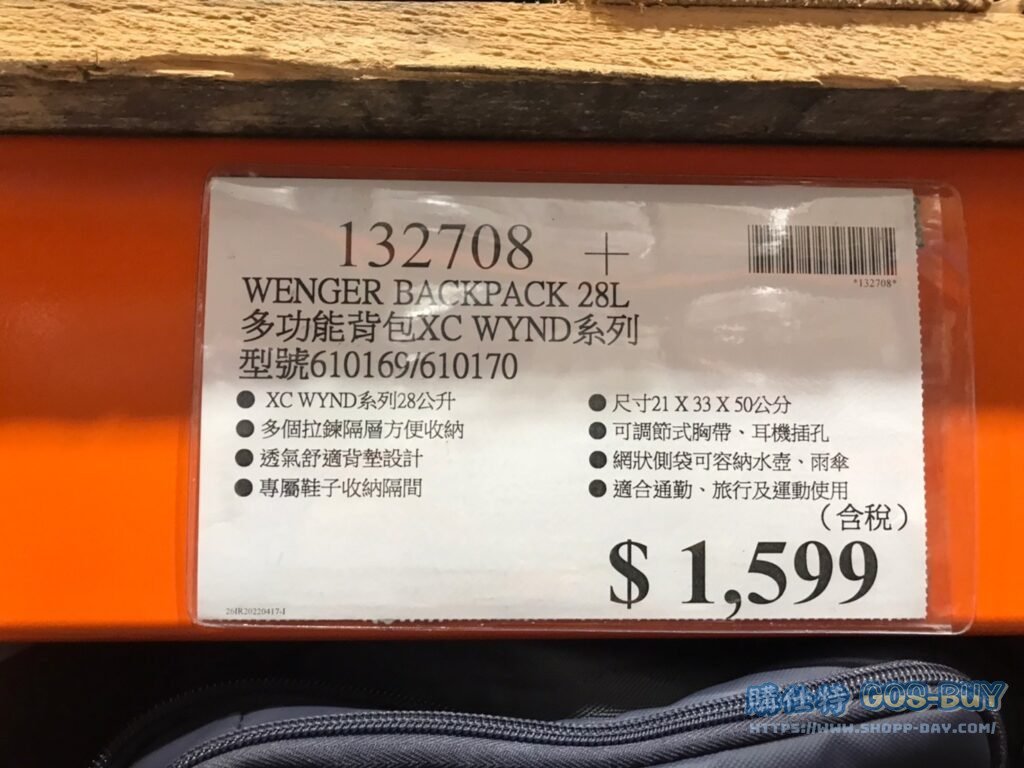 132708 +
*132708*
WENGER BACKPACK 28L
多功能背包XC WYND系列
型號610169/610170
● XC WYND系列28公升
● 多個拉鍊隔層方便收納
● 透氣舒適背墊設計
● 專屬鞋子收納隔間
● 尺寸21 X 33 X 50公分
● 可調節式胸帶、耳機插孔
● 網狀側袋可容納水壺、雨傘
● 適合通勤、旅行及運動使用
(含稅)
$ 1,599
26IR20220417-J
購仕特 COS-BUY
HTTPS://WWW.SHOPP-DAY.COM/